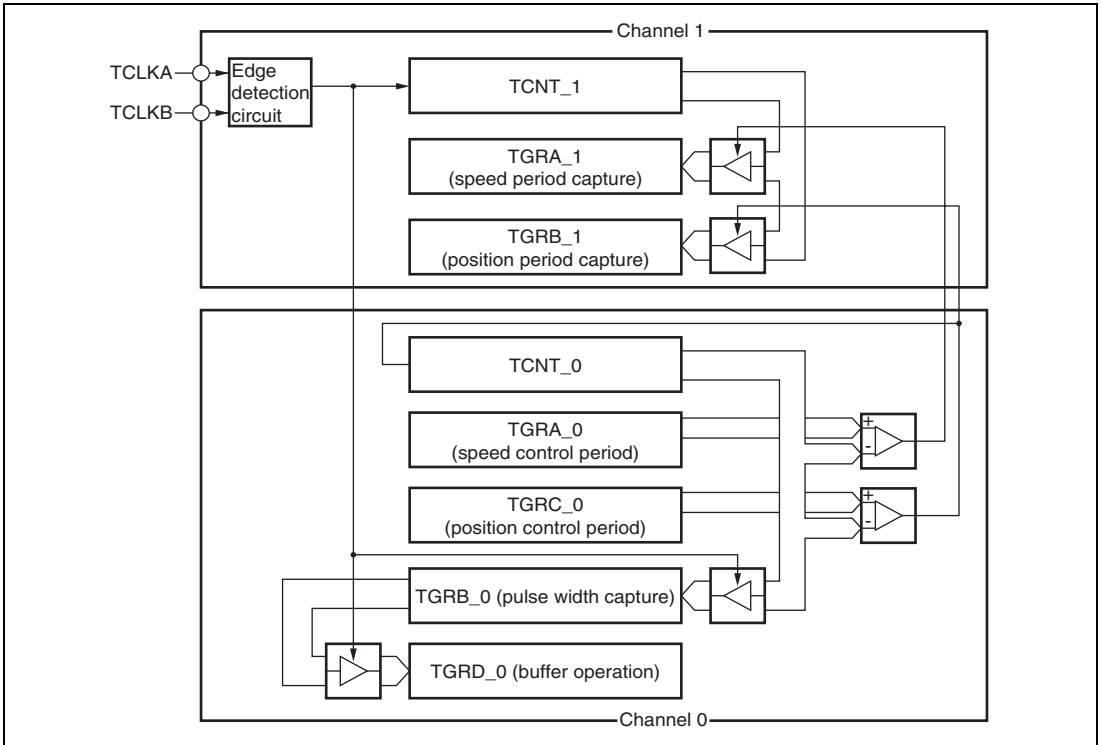 Channel 1
TCLKA
TCLKB
Edge
detection
circuit
TCNT_1
TGRA_1
(speed period capture)
TGRB_1
(position period capture)
TCNT_0
TGRA_0
(speed control period)
+
-
TGRC_0
(position control period)
+
-
TGRB_0 (pulse width capture)
TGRD_0 (buffer operation)
Channel 0